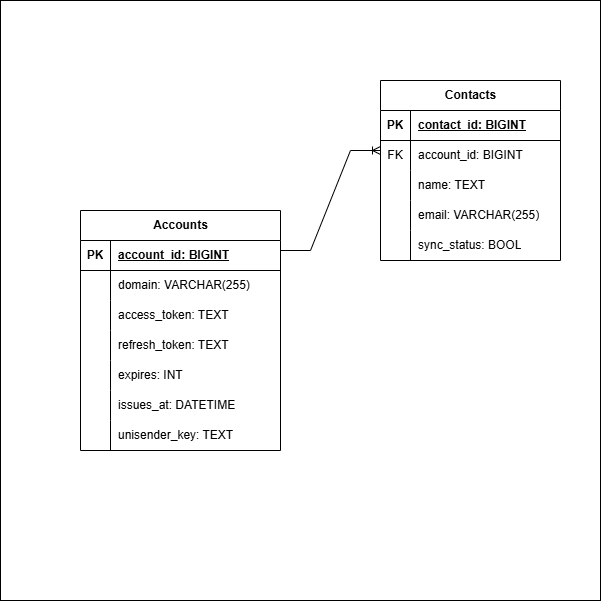 Contacts
PK contact_id: BIGINT
FK account_id: BIGINT
name: TEXT
email: VARCHAR(255)
sync_status: BOOL
Accounts
PK account_id: BIGINT
domain: VARCHAR(255)
access_token: TEXT
refresh_token: TEXT
expires: INT
issues_at: DATETIME
unisender_key: TEXT